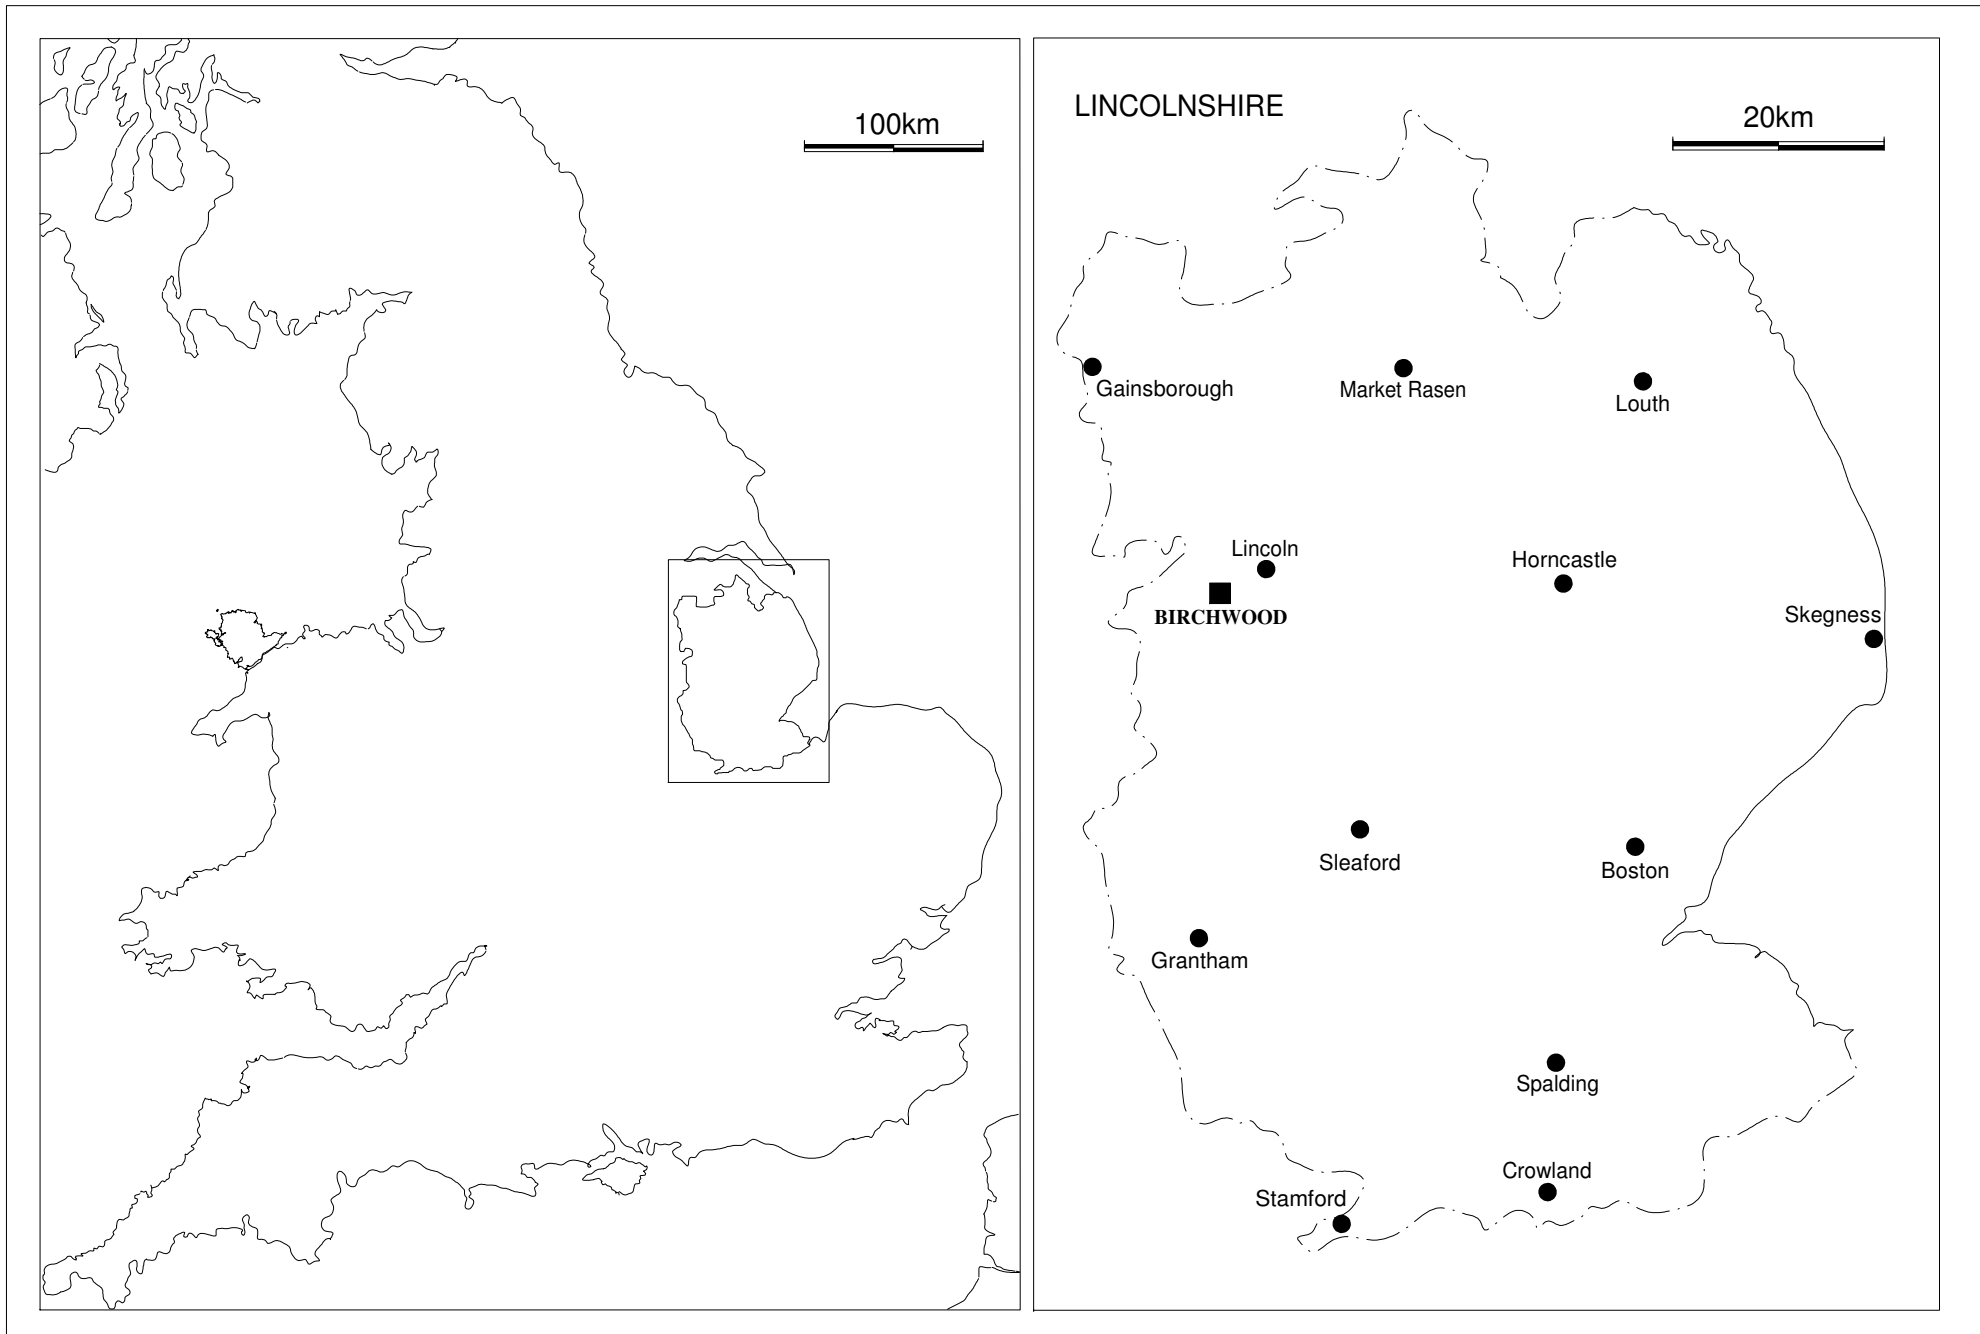 100km
LINCOLNSHIRE
20km
Gainsborough
Market Rasen
Louth
Lincoln
Horncastle
BIRCHWOOD
Skegness
Sleaford
Boston
Grantham
Spalding
Crowland
Stamford